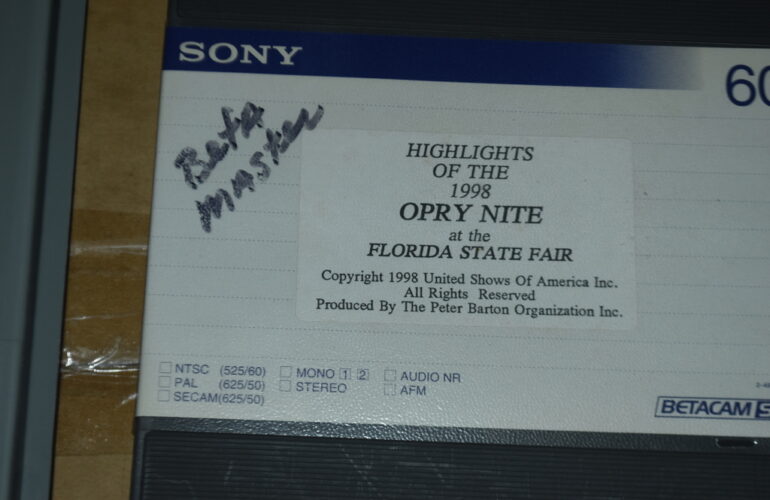 SONY
60
Beta
Master
HIGHLIGHTS
OF THE
1998
OPRY NITE
at the
FLORIDA STATE FAIR
Copyright 1998 United Shows Of America Inc.
All Rights Reserved
Produced By The Peter Barton Organization Inc.
NTSC (525/60) MONO 1 2 AUDIO NR
PAL (625/50) STEREO AFM
SECAM(625/50)
BETACAM S